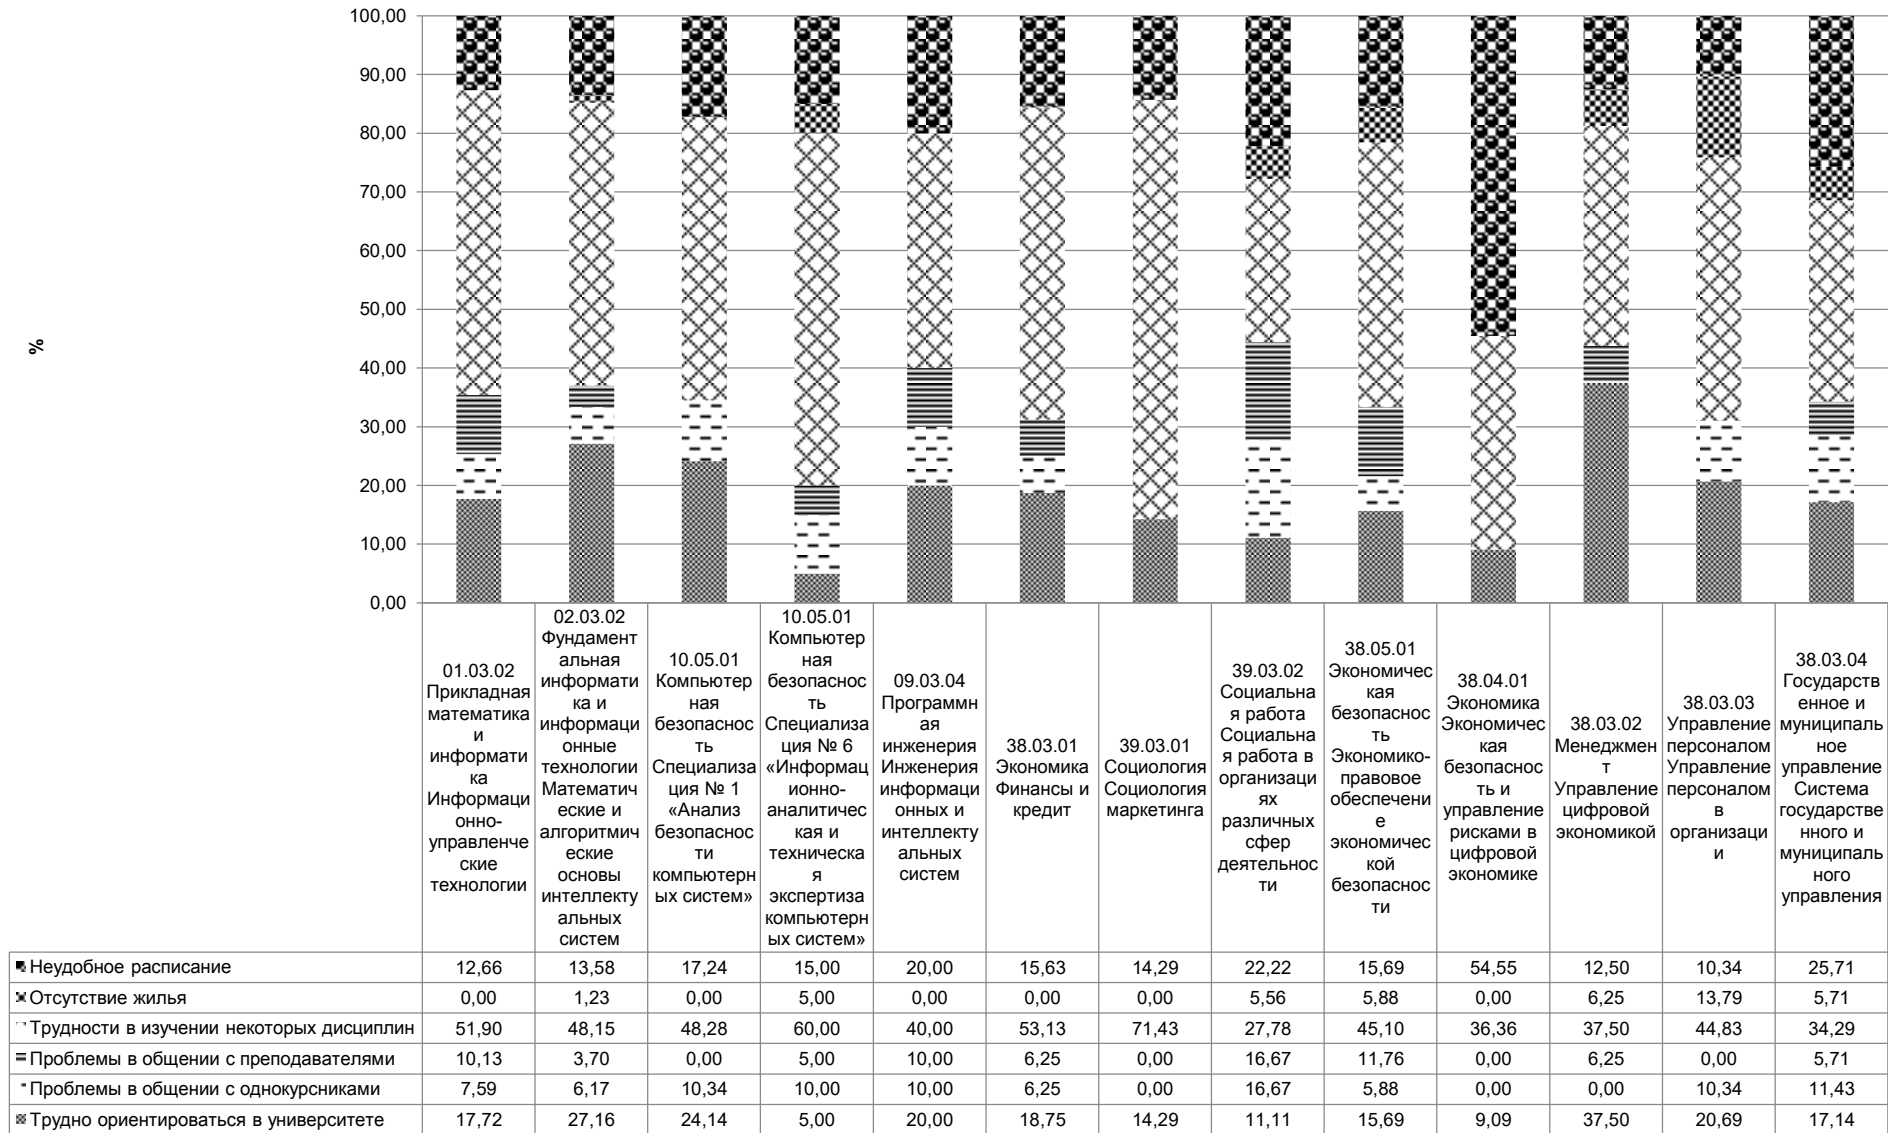 100,00
90,00
80,00
70,00
60,00
50,00
40,00
30,00
20,00
10,00
0,00
%
01.03.02
Прикладная
математика
и
информати
ка
Информаци
онно-
управленче
ские
технологии
02.03.02
Фундамент
альная
информати
ка и
информаци
онные
технологии
Математич
еские и
алгоритмич
еские
основы
интеллекту
альных
систем
10.05.01
Компьютер
ная
безопаснос
ть
Специализа
ция № 1
«Анализ
безопаснос
ти
компьютерн
ых систем»
10.05.01
Компьютер
ная
безопаснос
ть
Специализа
ция № 6
«Информац
ионно-
аналитичес
кая и
техническа
я
экспертиза
компьютерн
ых систем»
09.03.04
Программн
ая
инженерия
Инженерия
информаци
онных и
интеллекту
альных
систем
38.03.01
Экономика
Финансы и
кредит
39.03.01
Социология
Социология
маркетинга
39.03.02
Социальна
я работа
Социальна
я работа в
организаци
ях
различных
сфер
деятельнос
ти
38.05.01
Экономичес
кая
безопаснос
ть
Экономико-
правовое
обеспечени
е
экономичес
кой
безопаснос
ти
38.04.01
Экономика
Экономичес
кая
безопаснос
ть и
управление
рисками в
цифровой
экономике
38.03.02
Менеджмен
т
Управление
цифровой
экономикой
38.03.03
Управление
персоналом
Управление
персоналом
в
организаци
и
38.03.04
Государств
енное и
муниципаль
ное
управление
Система
государстве
нного и
муниципаль
ного
управления
Неудобное расписание 12,66 13,58 17,24 15,00 20,00 15,63 14,29 22,22 15,69 54,55 12,50 10,34 25,71
Отсутствие жилья 0,00 1,23 0,00 5,00 0,00 0,00 0,00 5,56 5,88 0,00 6,25 13,79 5,71
Трудности в изучении некоторых дисциплин 51,90 48,15 48,28 60,00 40,00 53,13 71,43 27,78 45,10 36,36 37,50 44,83 34,29
Проблемы в общении с преподавателями 10,13 3,70 0,00 5,00 10,00 6,25 0,00 16,67 11,76 0,00 6,25 0,00 5,71
Проблемы в общении с однокурсниками 7,59 6,17 10,34 10,00 10,00 6,25 0,00 16,67 5,88 0,00 0,00 10,34 11,43
Трудно ориентироваться в университете 17,72 27,16 24,14 5,00 20,00 18,75 14,29 11,11 15,69 9,09 37,50 20,69 17,14